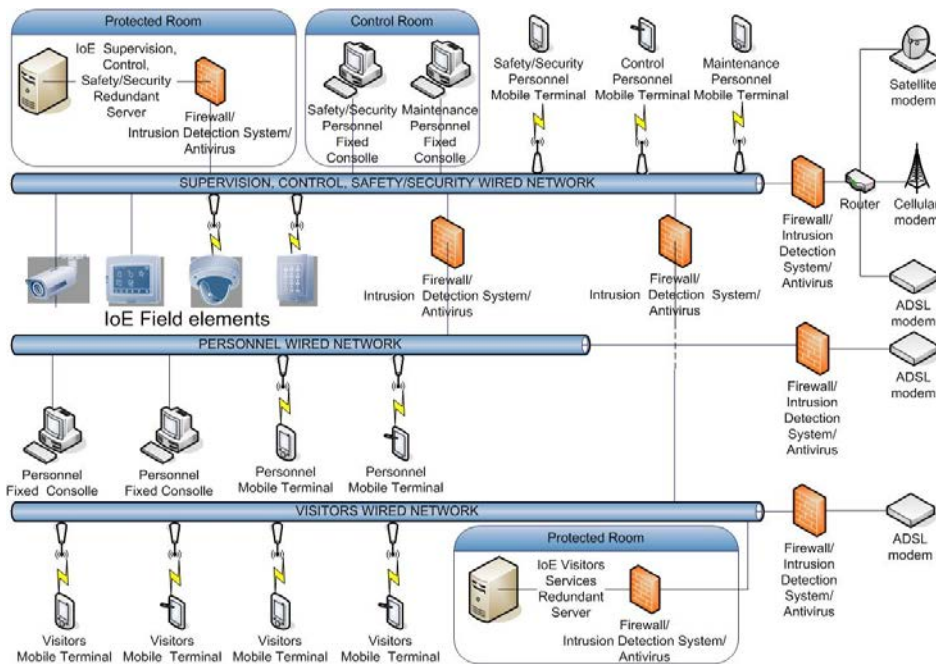 Protected Room
IoE Supervision,
Control,
Safety/Security
Redundant
Server
Firewall/
Intrusion Detection System/
Antivirus
Control Room
Safety/Security
Personnel
Fixed
Consolle
Maintenance
Personnel
Fixed
Consolle
Safety/Security
Personnel
Mobile Terminal
Control
Personnel
Mobile Terminal
Maintenance
Personnel
Mobile Terminal
Satellite
modem
SUPERVISION, CONTROL, SAFETY/SECURITY WIRED NETWORK
Firewall/
Intrusion
Detection
System/
Antivirus
Router
Cellular
modem
ADSL
modem
IoE Field elements
Firewall/
Intrusion Detection System/
Antivirus
Firewall/
Intrusion Detection System/
Antivirus
PERSONNEL WIRED NETWORK
Firewall/
Intrusion
Detection
System/
Antivirus
ADSL
modem
Personnel
Fixed Consolle
Personnel
Fixed Consolle
Personnel
Mobile Terminal
Personnel
Mobile Terminal
VISITORS WIRED NETWORK
Firewall/
Intrusion
Detection
System/
Antivirus
ADSL
modem
Visitors
Mobile Terminal
Visitors
Mobile Terminal
Visitors
Mobile Terminal
Visitors
Mobile Terminal
Protected Room
IoE Visitors
Services
Redundant
Server
Firewall/
Intrusion Detection System/
Antivirus